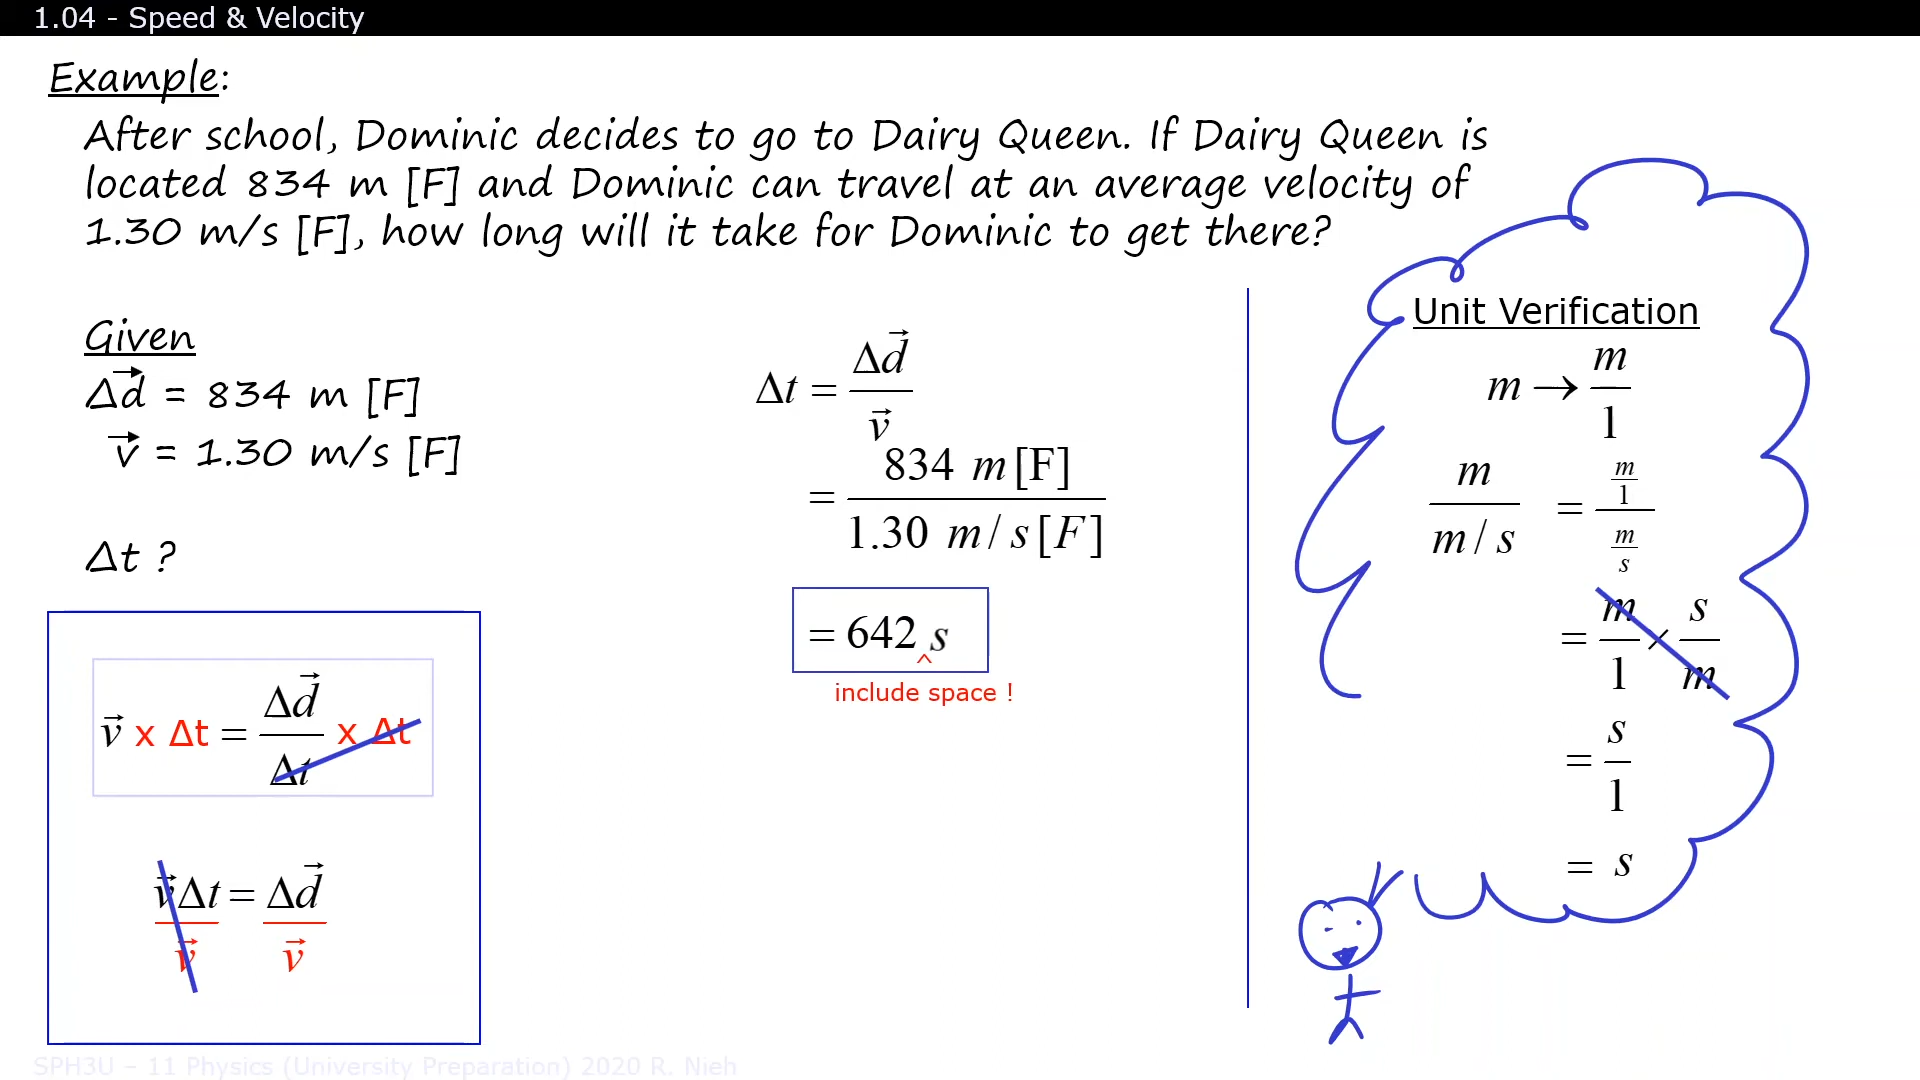 1.04 - Speed & Velocity
Example:
After school, Dominic decides to go to Dairy Queen. If Dairy Queen is
located 834 m [F] and Dominic can travel at an average velocity of
1.30 m/s [F], how long will it take for Dominic to get there?
Given
Δd⃗ = 834 m [F]
v⃗ = 1.30 m/s [F]
Δt ?
v⃗ x Δt = Δd⃗ / Δt x Δt
v⃗Δt / v⃗ = Δd⃗ / v⃗
Δt = Δd⃗ / v⃗
= 834 m [F] / 1.30 m/s [F]
= 642 s
^
include space !
Unit Verification
m → m/1
m / m/s = m/1 / m/s
= m/1 × s/m
= s/1
= s
SPH3U – 11 Physics (University Preparation) 2020 R. Nieh